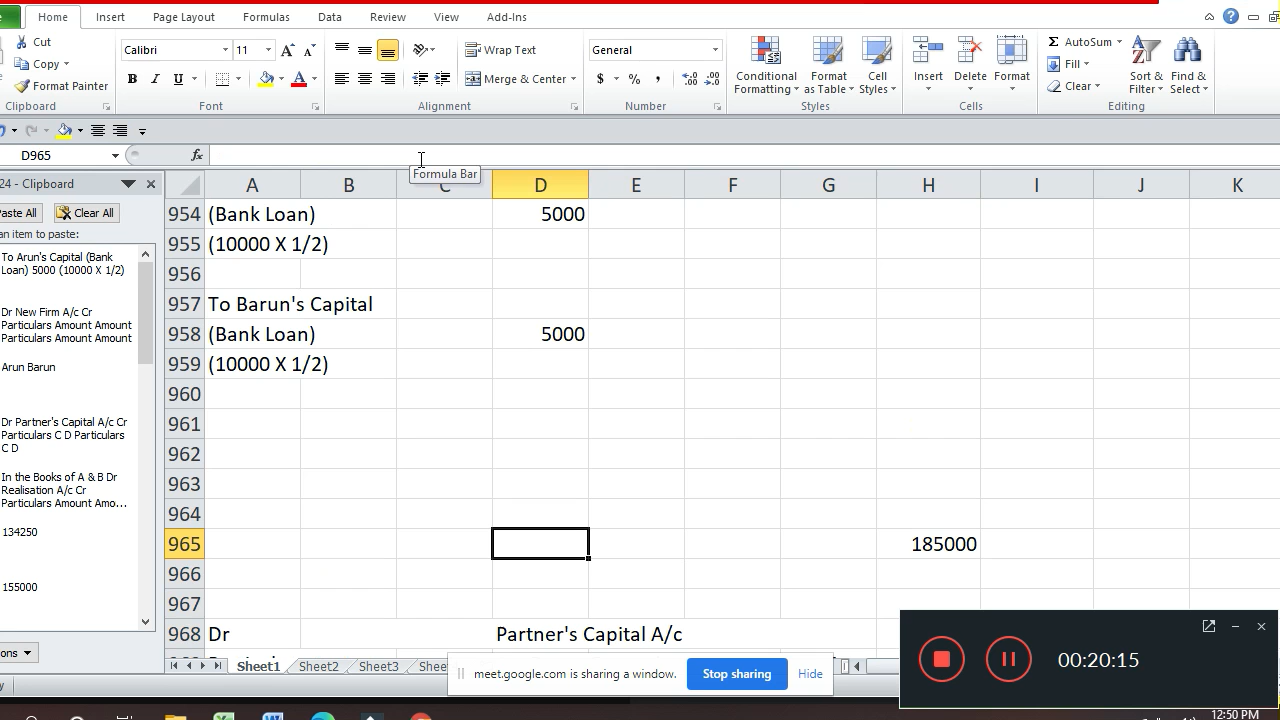 Home Insert Page Layout Formulas Data Review View Add-Ins
Cut
Copy
Format Painter
Clipboard
Calibri 11
B I U
Font
Wrap Text
Merge & Center
Alignment
General
$ % ,
Number
Conditional Formatting
Format as Table
Cell Styles
Styles
Insert Delete Format
Cells
AutoSum
Fill
Clear
Sort & Filter
Find & Select
Editing
D965 fx
Formula Bar
24 - Clipboard
Paste All Clear All
an item to paste:
To Arun's Capital (Bank
Loan) 5000 (10000 X 1/2)
Dr New Firm A/c Cr
Particulars Amount Amount
Particulars Amount Amount
Arun Barun
Dr Partner's Capital A/c Cr
Particulars C D Particulars
C D
In the Books of A & B Dr
Realisation A/c Cr
Particulars Amount Amo...
134250
155000
A B C D E F G H I J K
954 (Bank Loan) 5000
955 (10000 X 1/2)
956
957 To Barun's Capital
958 (Bank Loan) 5000
959 (10000 X 1/2)
960
961
962
963
964
965 185000
966
967
968 Dr Partner's Capital A/c
Sheet1 Sheet2 Sheet3
meet.google.com is sharing a window. Stop sharing Hide
00:20:15
12:50 PM